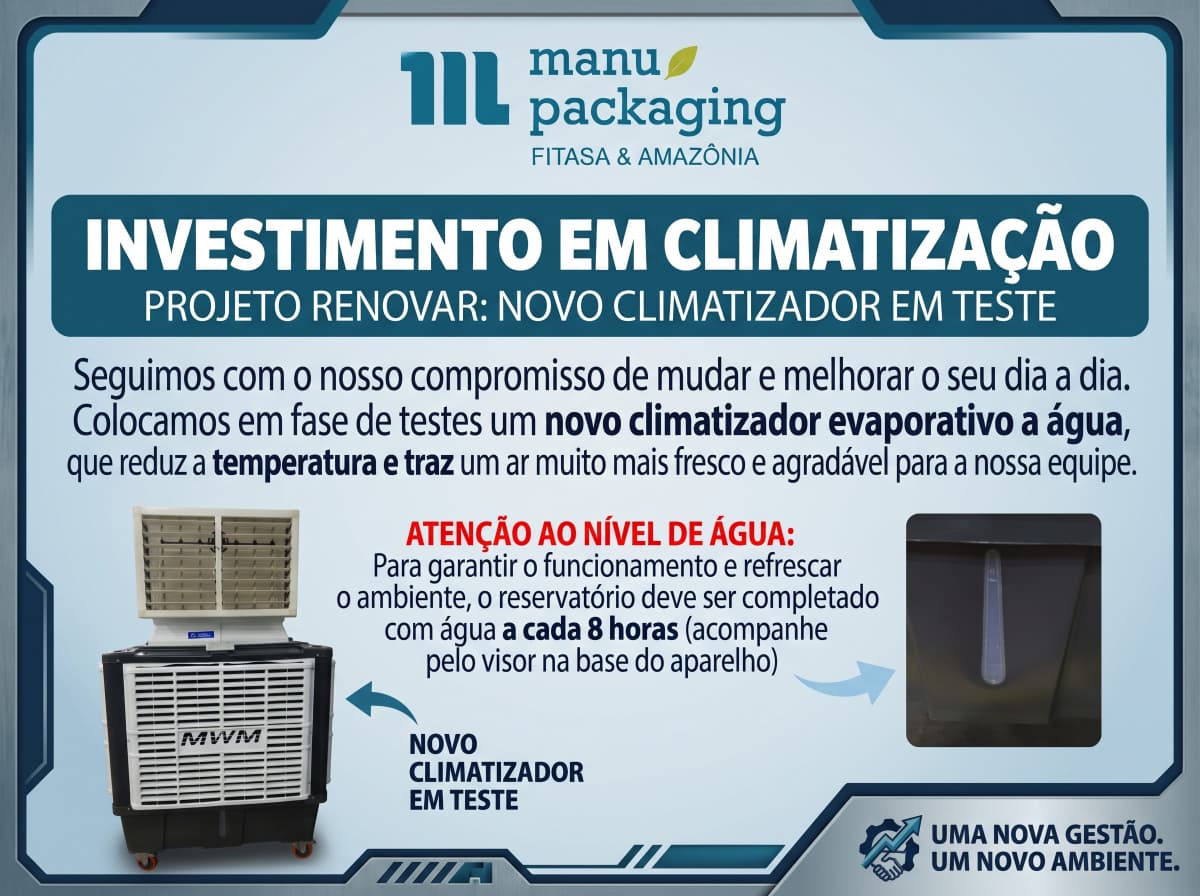 manu
packaging
FITASA & AMAZÔNIA
INVESTIMENTO EM CLIMATIZAÇÃO
PROJETO RENOVAR: NOVO CLIMATIZADOR EM TESTE
Seguimos com o nosso compromisso de mudar e melhorar o seu dia a dia.
Colocamos em fase de testes um novo climatizador evaporativo a água,
que reduz a temperatura e traz um ar muito mais fresco e agradável para a nossa equipe.
ATENÇÃO AO NÍVEL DE ÁGUA:
Para garantir o funcionamento e refrescar
o ambiente, o reservatório deve ser completado
com água a cada 8 horas (acompanhe
pelo visor na base do aparelho)
MWM
NOVO
CLIMATIZADOR
EM TESTE
UMA NOVA GESTÃO.
UM NOVO AMBIENTE.